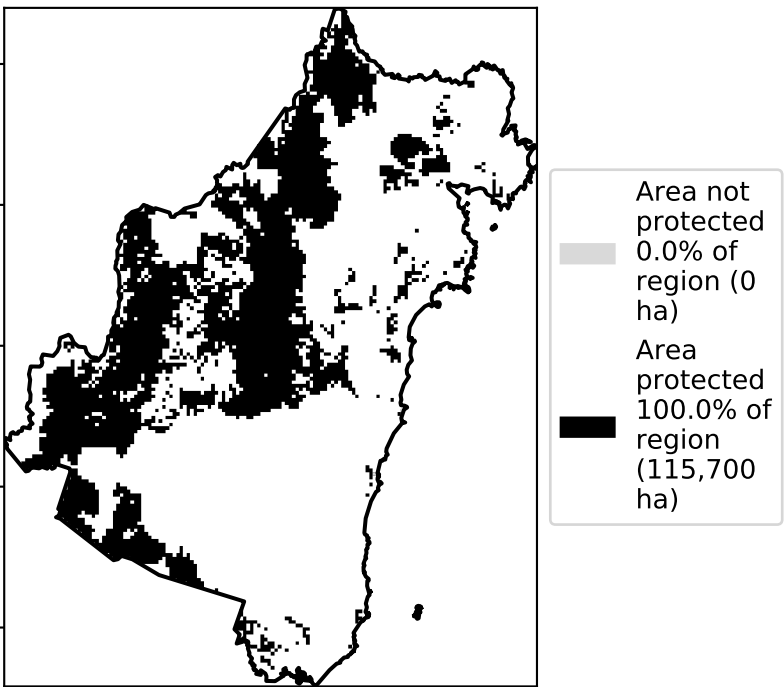 Area not
protected
0.0% of
region (0
ha)
Area
protected
100.0% of
region
(115,700
ha)